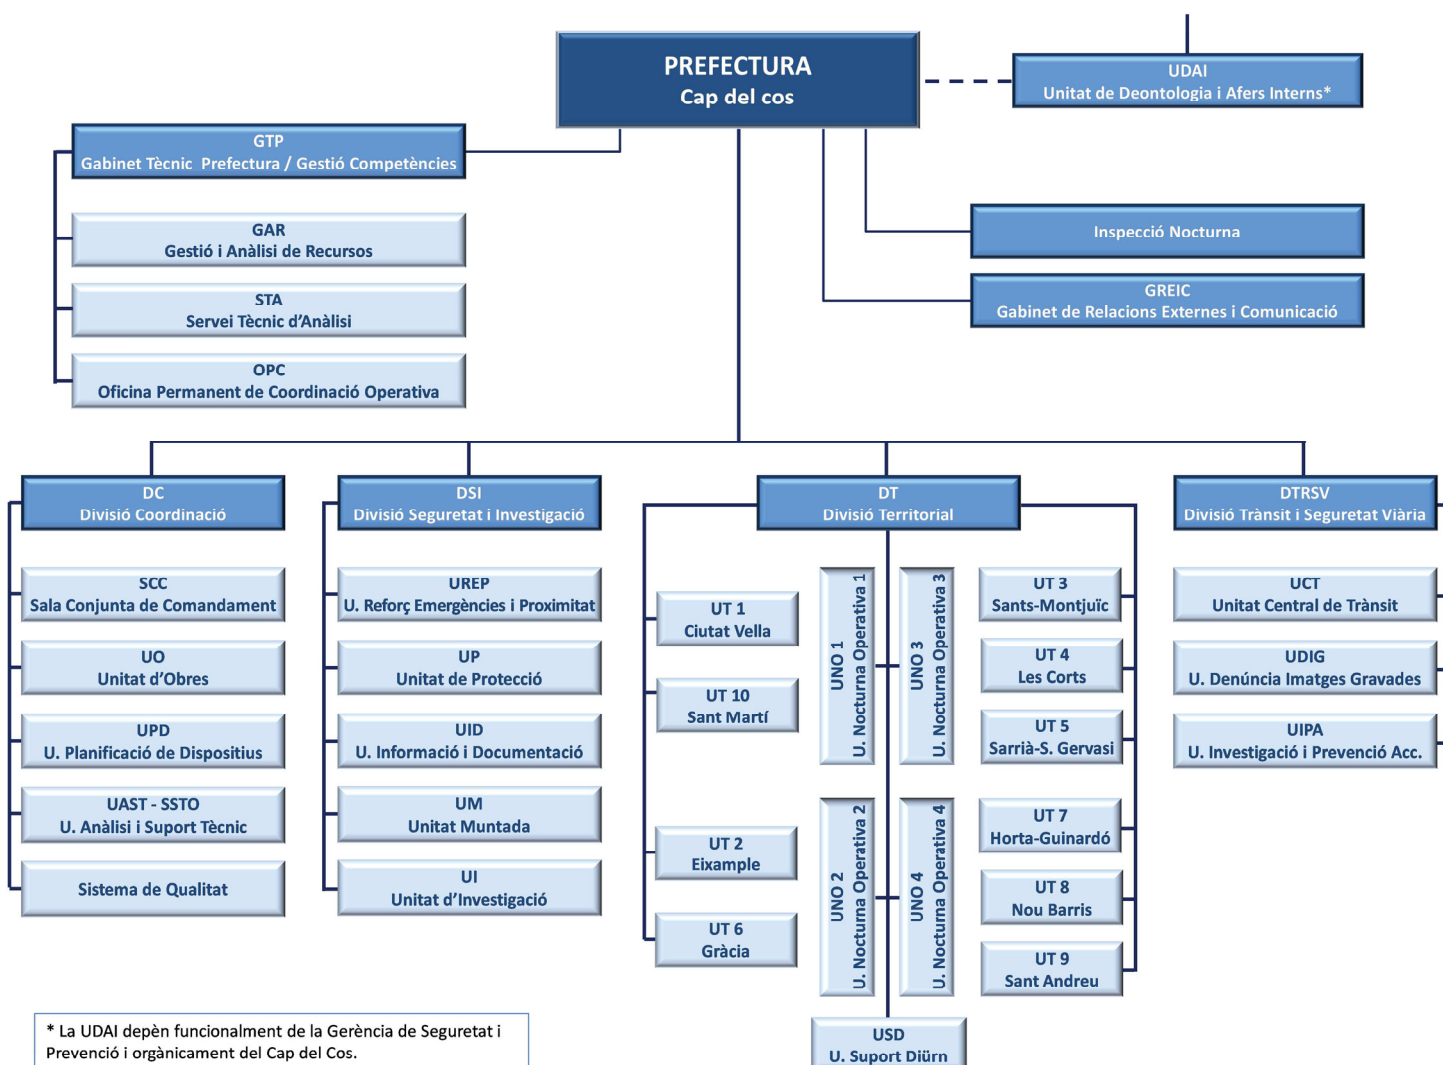 PREFECTURA
Cap del cos
UDAI
Unitat de Deontologia i Afers Interns*
GTP
Gabinet Tècnic Prefectura / Gestió Competències
GAR
Gestió i Anàlisi de Recursos
STA
Servei Tècnic d’Anàlisi
OPC
Oficina Permanent de Coordinació Operativa
Inspecció Nocturna
GREIC
Gabinet de Relacions Externes i Comunicació
DC
Divisió Coordinació
SCC
Sala Conjunta de Comandament
UO
Unitat d’Obres
UPD
U. Planificació de Dispositius
UAST - SSTO
U. Anàlisi i Suport Tècnic
Sistema de Qualitat
DSI
Divisió Seguretat i Investigació
UREP
U. Reforç Emergències i Proximitat
UP
Unitat de Protecció
UID
U. Informació i Documentació
UM
Unitat Muntada
UI
Unitat d’Investigació
DT
Divisió Territorial
UT 1
Ciutat Vella
UT 10
Sant Martí
UT 2
Eixample
UT 6
Gràcia
UNO 1
U. Nocturna Operativa 1
UNO 3
U. Nocturna Operativa 3
UNO 2
U. Nocturna Operativa 2
UNO 4
U. Nocturna Operativa 4
UT 3
Sants-Montjuïc
UT 4
Les Corts
UT 5
Sarrià-S. Gervasi
UT 7
Horta-Guinardó
UT 8
Nou Barris
UT 9
Sant Andreu
USD
U. Suport Diürn
DTRSV
Divisió Trànsit i Seguretat Viària
UCT
Unitat Central de Trànsit
UDIG
U. Denúncia Imatges Gravades
UIPA
U. Investigació i Prevenció Acc.
* La UDAI depèn funcionalment de la Gerència de Seguretat i
Prevenció i orgànicament del Cap del Cos.